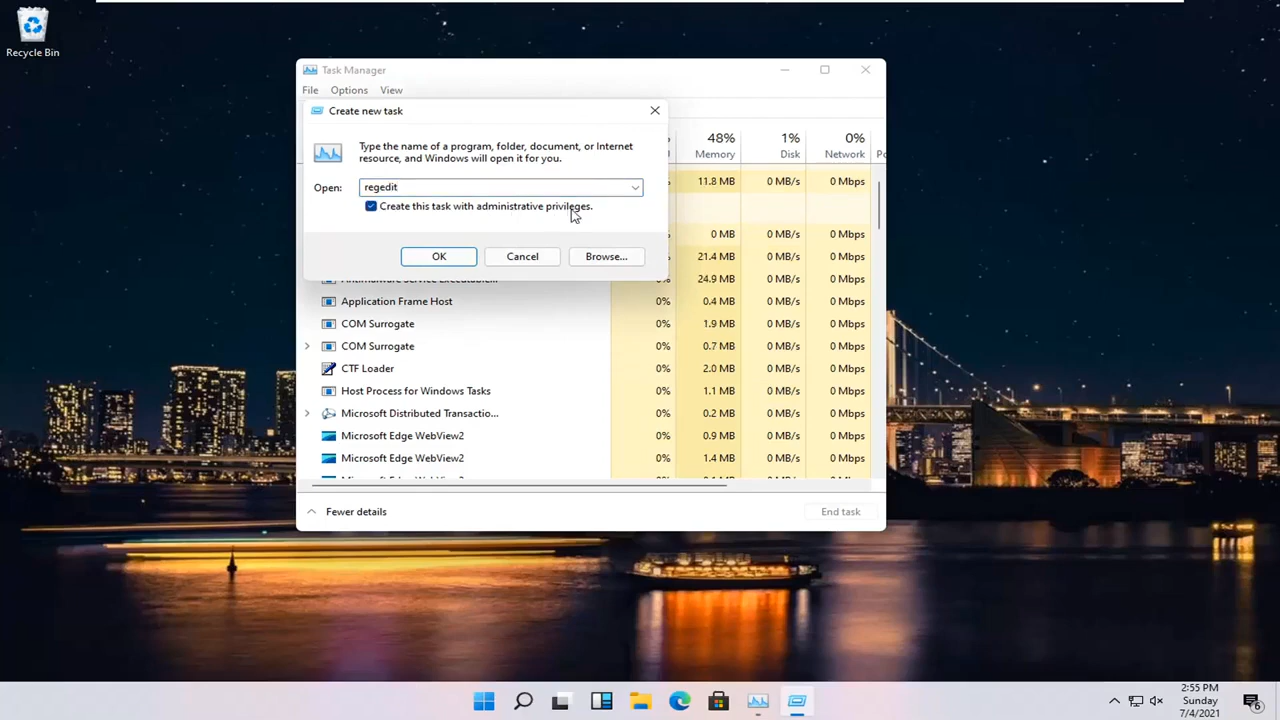 Recycle Bin
Task Manager
File Options View
Create new task
Type the name of a program, folder, document, or Internet
resource, and Windows will open it for you.
Open: regedit
Create this task with administrative privileges.
OK Cancel Browse...
48% 1% 0%
Memory Disk Network
11.8 MB 0 MB/s 0 Mbps
0 MB 0 MB/s 0 Mbps
21.4 MB 0 MB/s 0 Mbps
24.9 MB 0 MB/s 0 Mbps
Application Frame Host 0% 0.4 MB 0 MB/s 0 Mbps
COM Surrogate 0% 1.9 MB 0 MB/s 0 Mbps
COM Surrogate 0% 0.7 MB 0 MB/s 0 Mbps
CTF Loader 0% 2.0 MB 0 MB/s 0 Mbps
Host Process for Windows Tasks 0% 1.1 MB 0 MB/s 0 Mbps
Microsoft Distributed Transactio... 0% 0.2 MB 0 MB/s 0 Mbps
Microsoft Edge WebView2 0% 0.9 MB 0 MB/s 0 Mbps
Microsoft Edge WebView2 0% 1.4 MB 0 MB/s 0 Mbps
Fewer details End task
2:55 PM
Sunday
7/4/2021
6